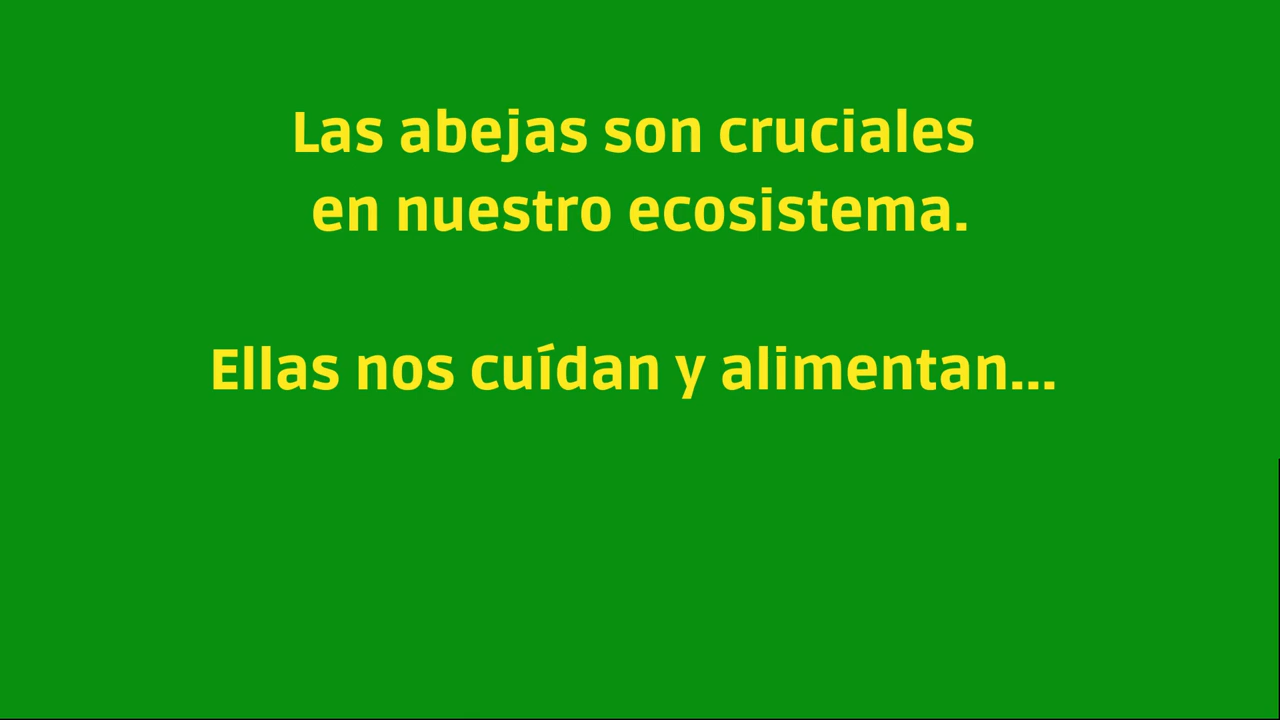 Las abejas son cruciales
en nuestro ecosistema.
Ellas nos cuídan y alimentan...